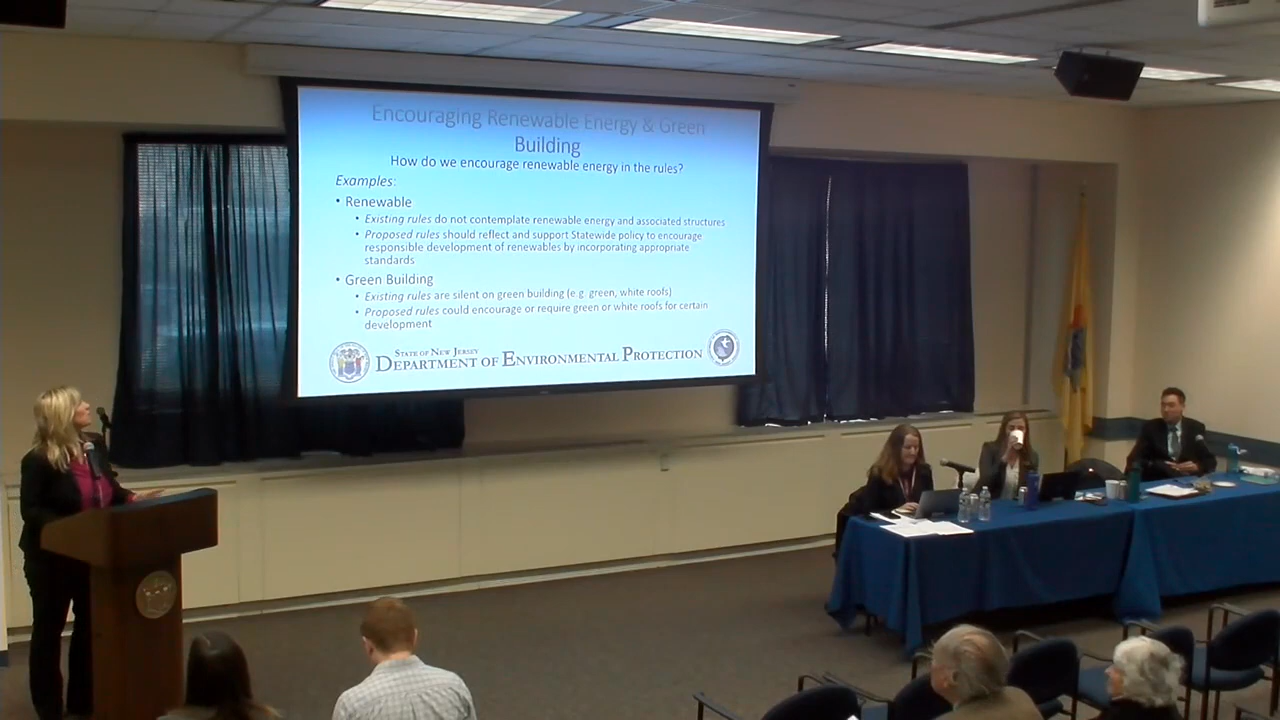 Encouraging Renewable Energy & Green
Building
How do we encourage renewable energy in the rules?
Examples:
• Renewable
• Existing rules do not contemplate renewable energy and associated structures
• Proposed rules should reflect and support Statewide policy to encourage
responsible development of renewables by incorporating appropriate
standards
• Green Building
• Existing rules are silent on green building (e.g. green, white roofs)
• Proposed rules could encourage or require green or white roofs for certain
development
STATE OF NEW JERSEY
DEPARTMENT OF ENVIRONMENTAL PROTECTION